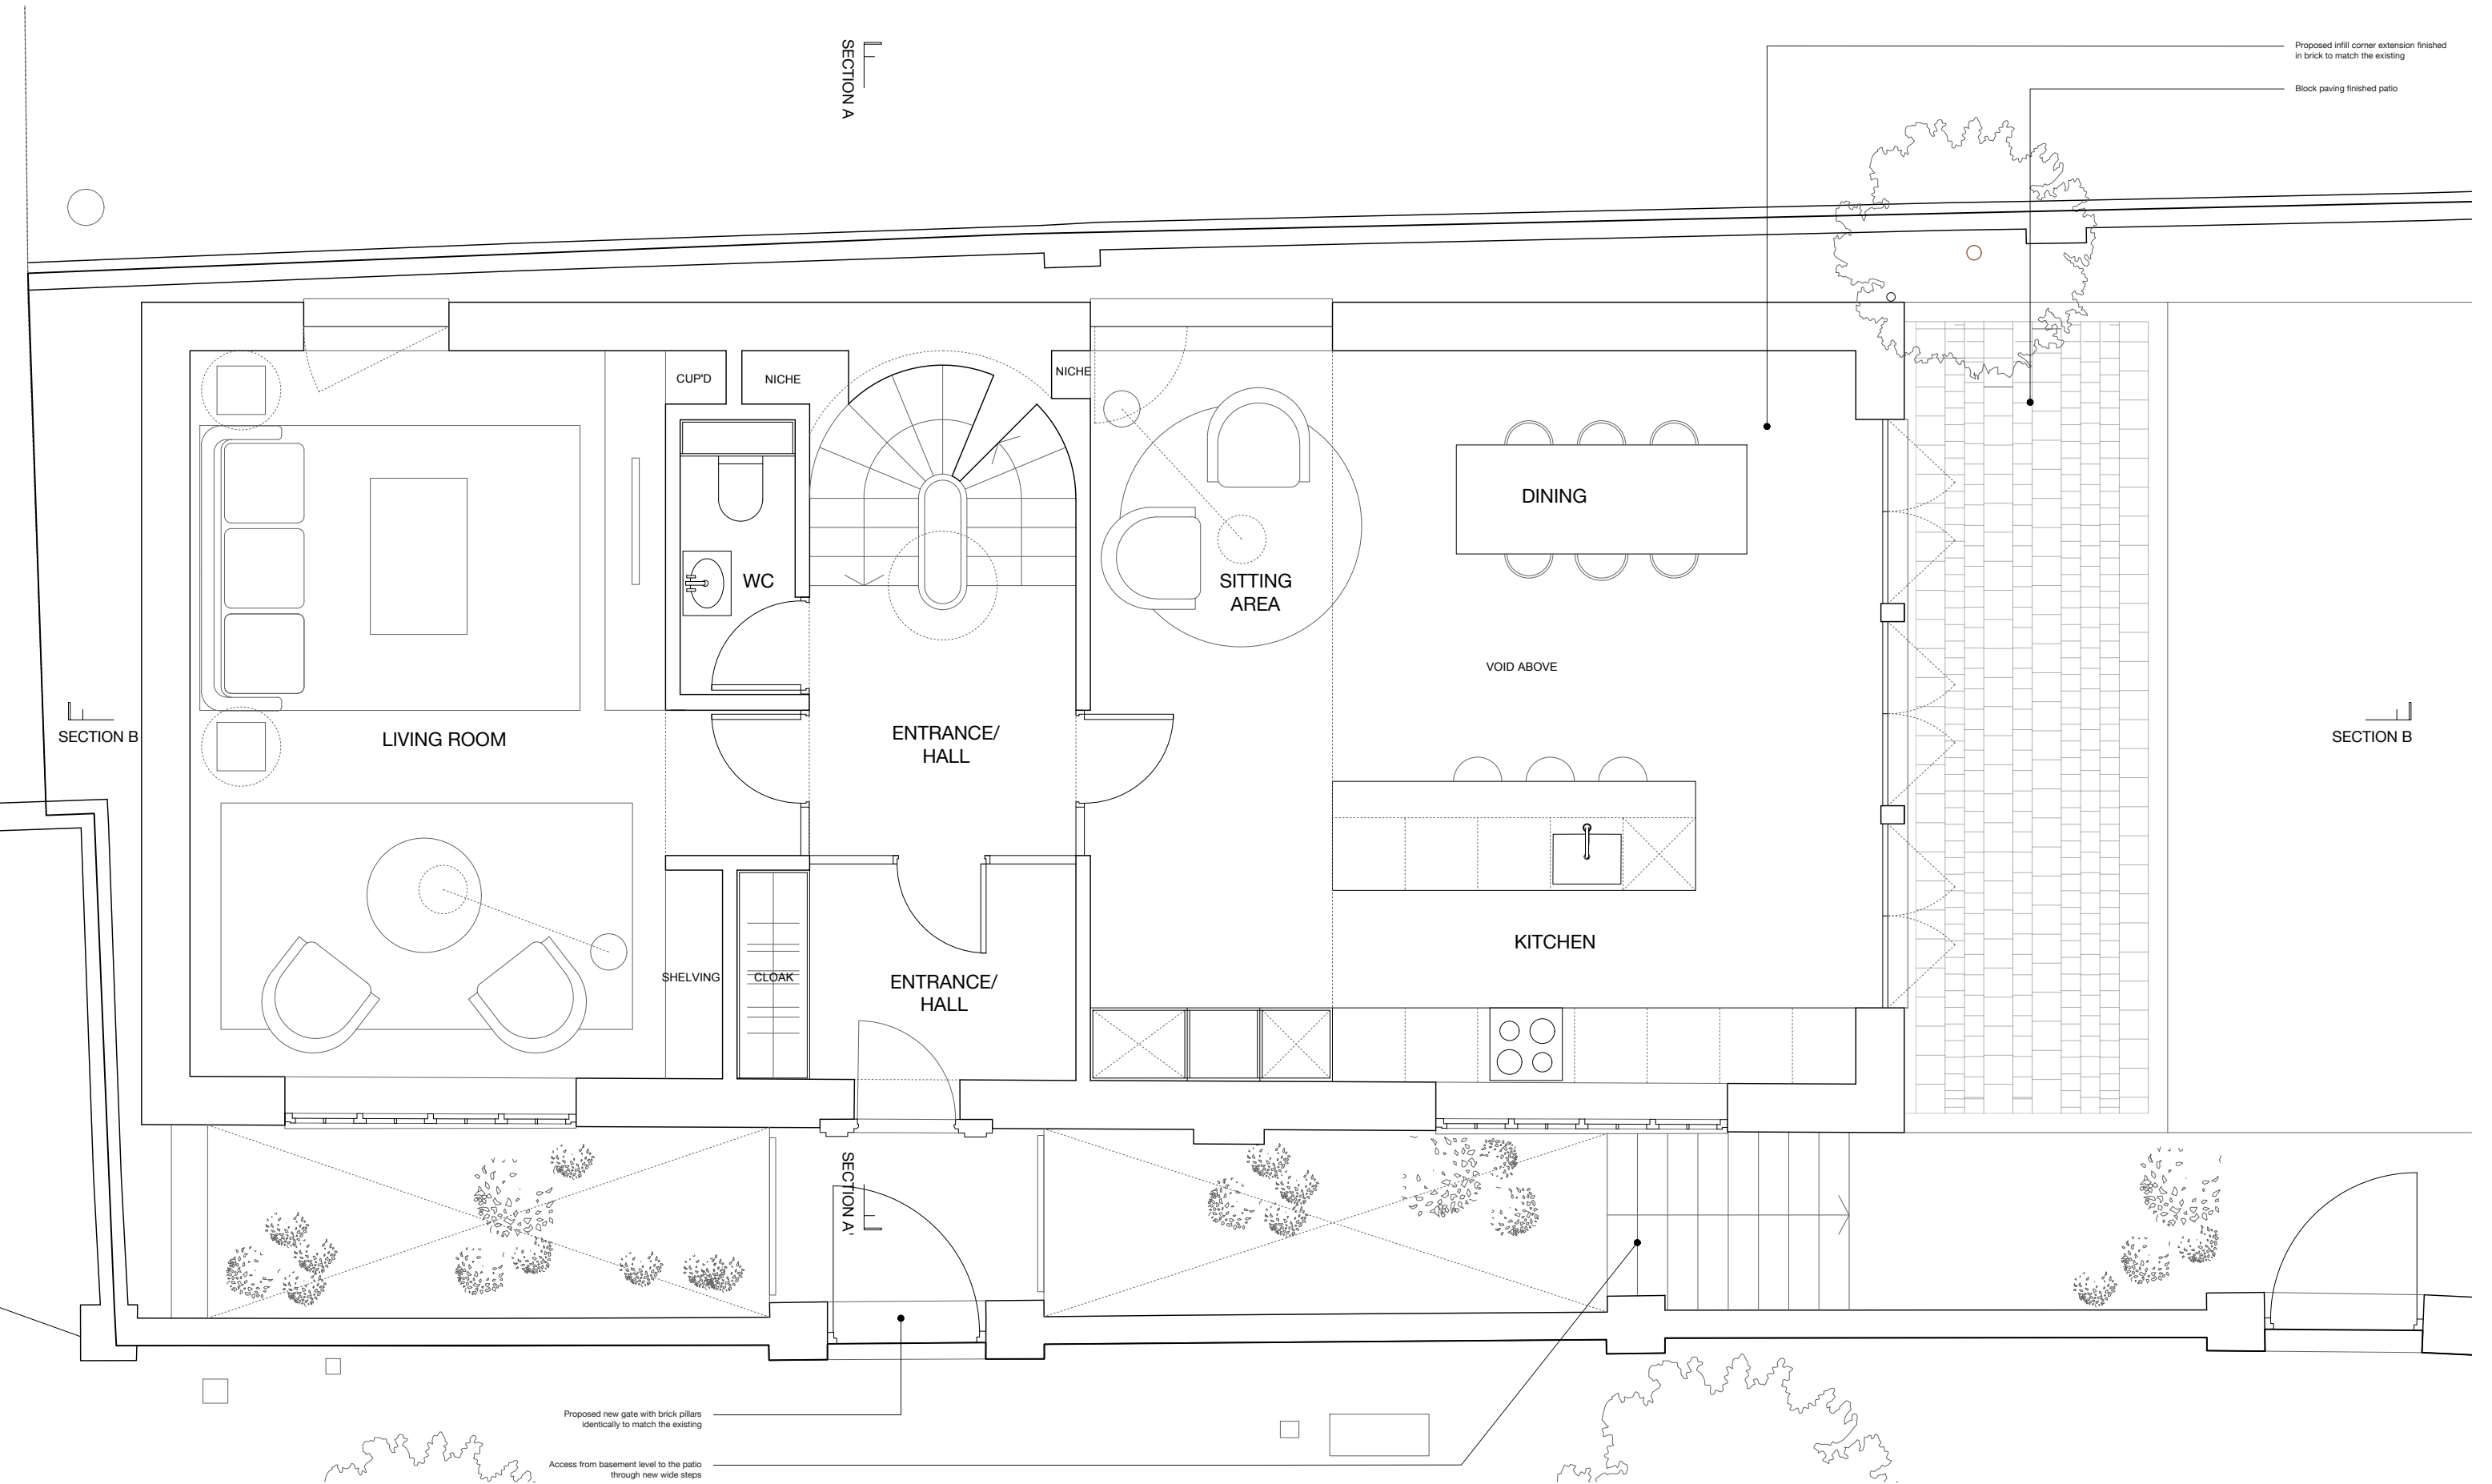 SECTION A
Proposed infill corner extension finished
in brick to match the existing
Block paving finished patio
CUP'D
NICHE
NICHE
DINING
WC
SITTING
AREA
VOID ABOVE
SECTION B
LIVING ROOM
ENTRANCE/
HALL
SECTION B
KITCHEN
SHELVING
CLOAK
ENTRANCE/
HALL
SECTION A'
Proposed new gate with brick pillars
identically to match the existing
Access from basement level to the patio
through new wide steps